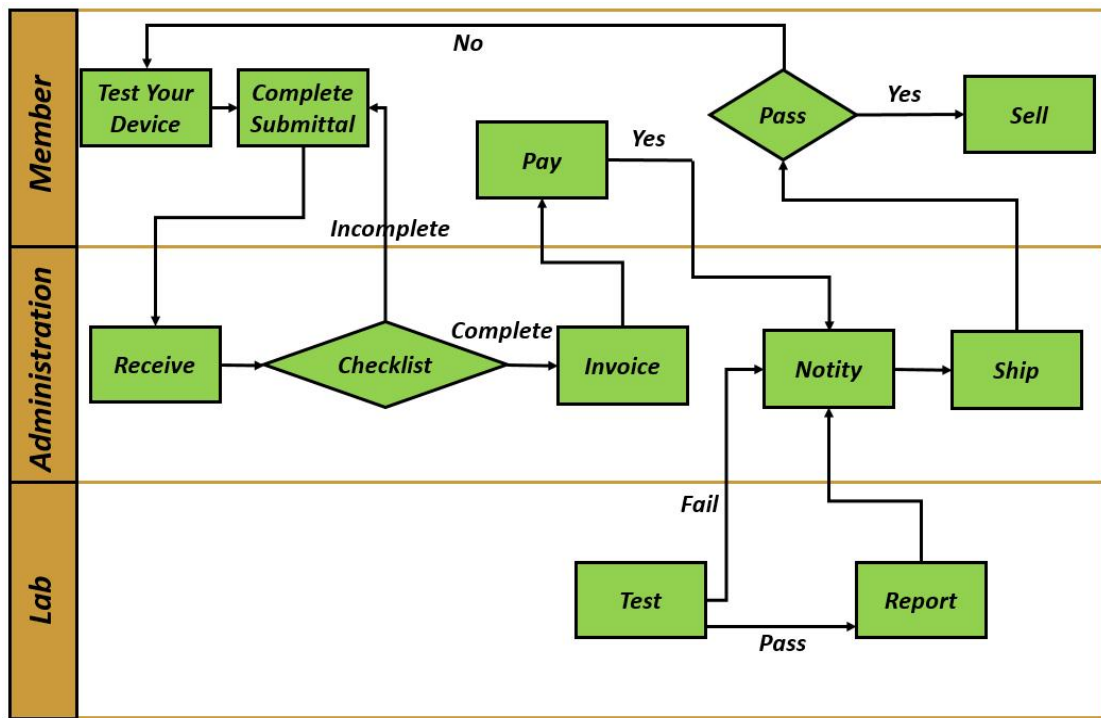 Member
No
Test Your
Device
Complete
Submittal
Pass
Yes
Sell
Pay
Yes
Incomplete
Administration
Receive
Checklist
Complete
Invoice
Notity
Ship
Lab
Fail
Test
Pass
Report